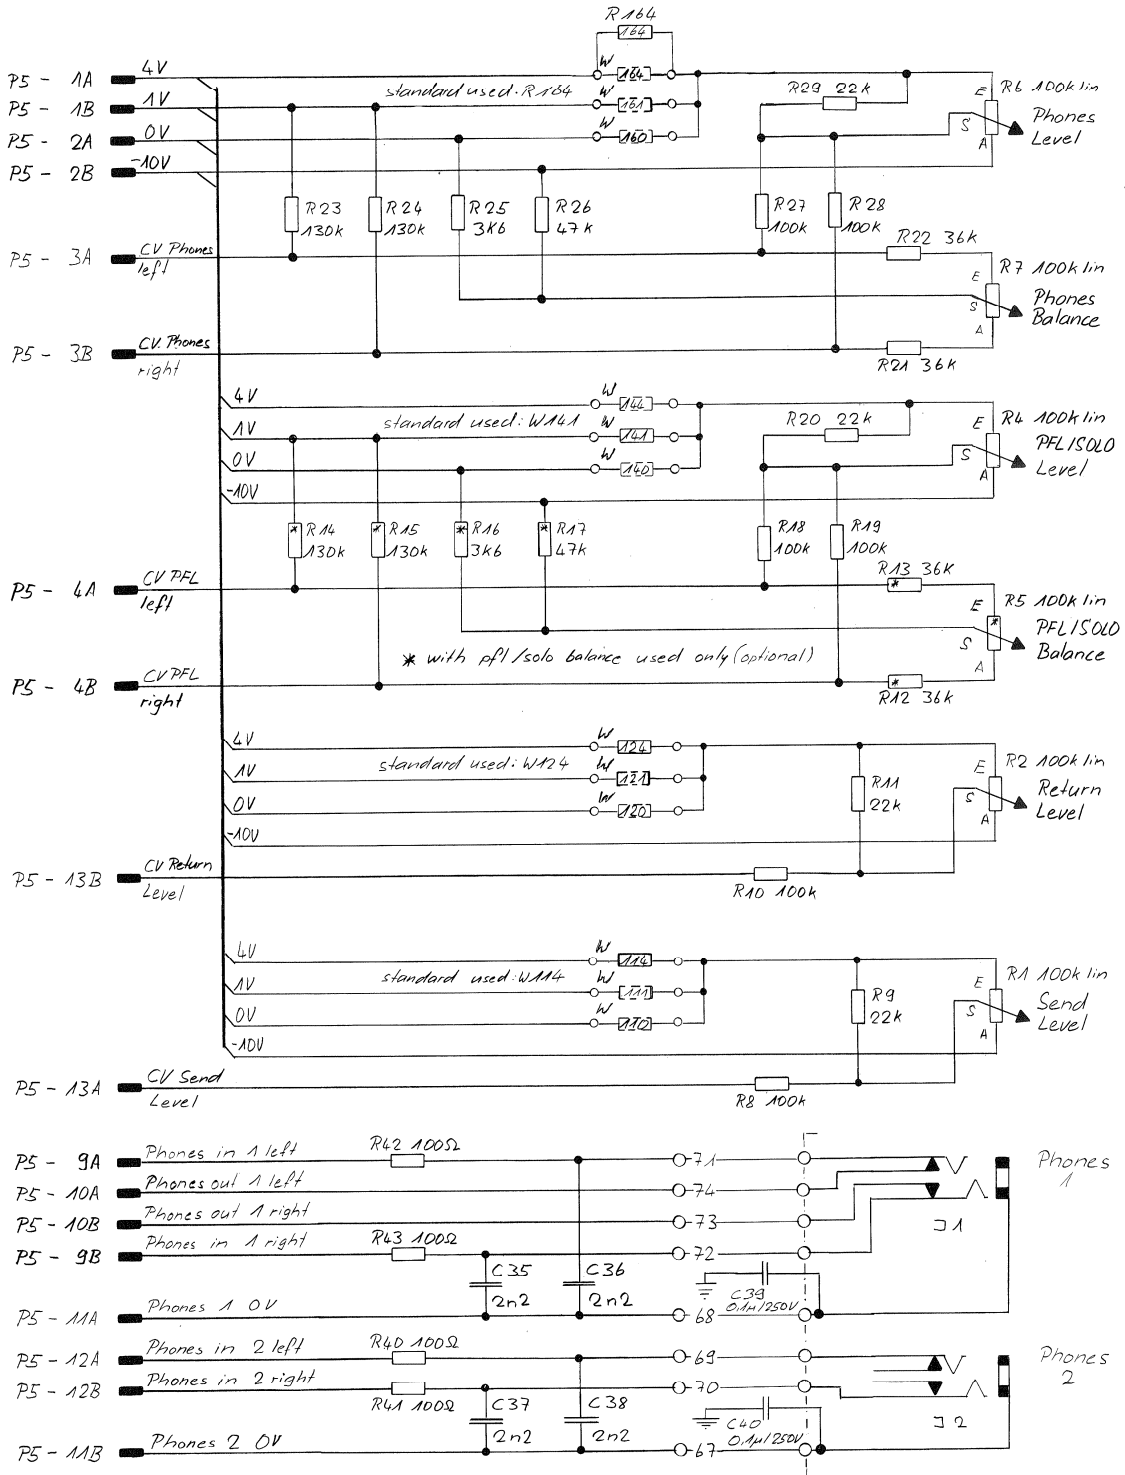 R164
164
P5 - 1A 4V W 164 R29 22k E R6 100k lin
standard used: R164
P5 - 1B 1V W 161 S Phones
Level
P5 - 2A 0V W 160 A
P5 - 2B -10V
R23 130k R24 130k R25 3K6 R26 47k R27 100k R28 100k
P5 - 3A CV Phones left R22 36k
E R7 100k lin
S Phones
Balance
A
P5 - 3B CV Phones right R21 36k
4V W 144
standard used: W141 R20 22k E R4 100k lin
1V W 141 PFL/SOLO
0V W 140 S Level
A
-10V
* R14 130k * R15 130k * R16 3K6 * R17 47k R18 100k R19 100k
P5 - 4A CV PFL left R13 36k *
E R5 100k lin
* PFL/SOLO
S Balance
* with pfl/solo balance used only (optional) A
P5 - 4B CV PFL right * R12 36k
4V W 124
standard used: W124 E R2 100k lin
1V W 121 R11 22k Return
S Level
0V W 120 A
-10V
P5 - 13B CV Return Level R10 100k
4V W 114
standard used: W114 E R1 100k lin
1V W 111 R9 22k Send
S Level
0V W 110 A
-10V
P5 - 13A CV Send Level R8 100k
P5 - 9A Phones in 1 left R42 100Ω 71 Phones 1
P5 - 10A Phones out 1 left 74
P5 - 10B Phones out 1 right 73 J1
P5 - 9B Phones in 1 right R43 100Ω 72
C35 2n2 C36 2n2 C39 0,1µ/250V
P5 - 11A Phones 1 0V 68
P5 - 12A Phones in 2 left R40 100Ω 69 Phones 2
P5 - 12B Phones in 2 right R41 100Ω 70
C37 2n2 C38 2n2 C40 0,1µ/250V J2
P5 - 11B Phones 2 0V 67